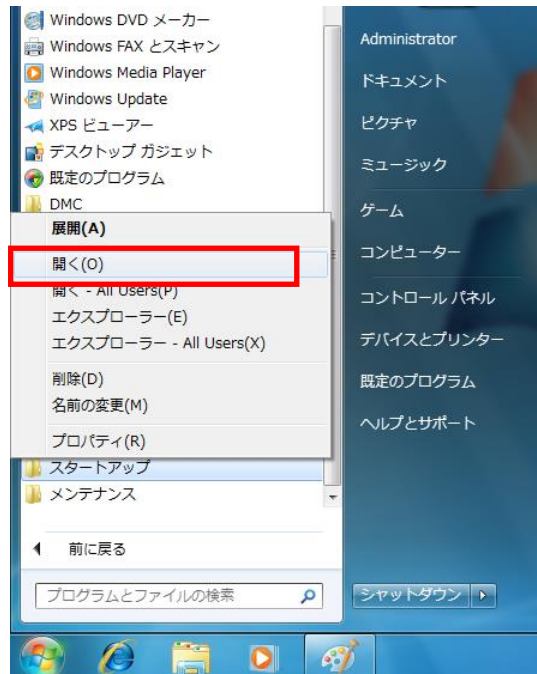 Windows DVD メーカー
Windows FAX とスキャン
Windows Media Player
Windows Update
XPS ビューアー
デスクトップ ガジェット
既定のプログラム
DMC
展開(A)
開く(O)
開く - All Users(P)
エクスプローラー(E)
エクスプローラー - All Users(X)
削除(D)
名前の変更(M)
プロパティ(R)
スタートアップ
メンテナンス
前に戻る
プログラムとファイルの検索
Administrator
ドキュメント
ピクチャ
ミュージック
ゲーム
コンピューター
コントロール パネル
デバイスとプリンター
既定のプログラム
ヘルプとサポート
シャットダウン